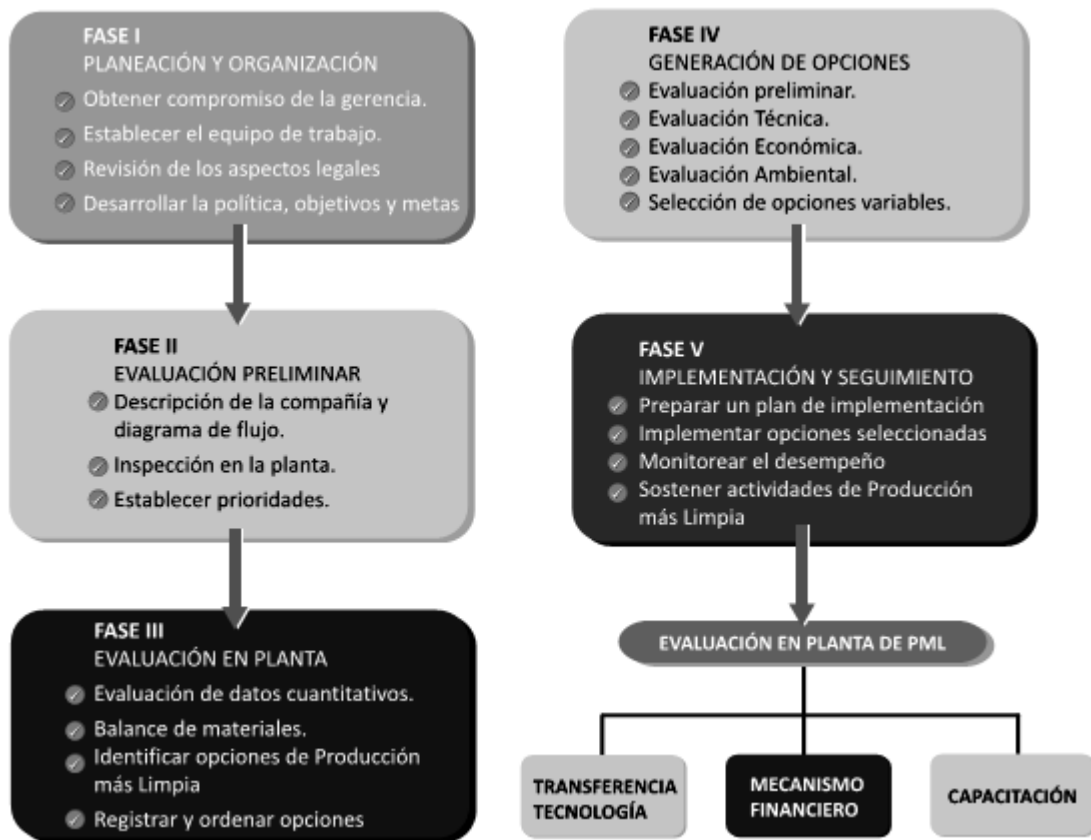 FASE I
PLANEACIÓN Y ORGANIZACIÓN
Obtener compromiso de la gerencia.
Establecer el equipo de trabajo.
Revisión de los aspectos legales
Desarrollar la política, objetivos y metas
FASE II
EVALUACIÓN PRELIMINAR
Descripción de la compañía y
diagrama de flujo.
Inspección en la planta.
Establecer prioridades.
FASE III
EVALUACIÓN EN PLANTA
Evaluación de datos cuantitativos.
Balance de materiales.
Identificar opciones de Producción
más Limpia
Registrar y ordenar opciones
FASE IV
GENERACIÓN DE OPCIONES
Evaluación preliminar.
Evaluación Técnica.
Evaluación Económica.
Evaluación Ambiental.
Selección de opciones variables.
FASE V
IMPLEMENTACIÓN Y SEGUIMIENTO
Preparar un plan de implementación
Implementar opciones seleccionadas
Monitorear el desempeño
Sostener actividades de Producción
más Limpia
EVALUACIÓN EN PLANTA DE PML
TRANSFERENCIA
TECNOLOGÍA
MECANISMO
FINANCIERO
CAPACITACIÓN